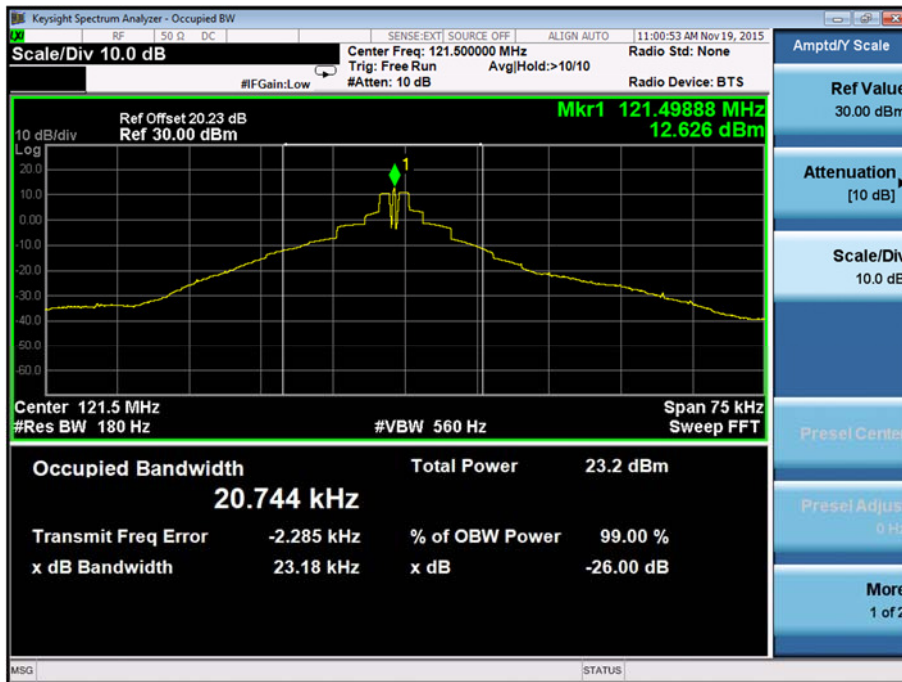 Keysight Spectrum Analyzer - Occupied BW
LXI RF 50 Ω DC SENSE:EXT SOURCE OFF ALIGN AUTO 11:00:53 AM Nov 19, 2015
Scale/Div 10.0 dB
Center Freq: 121.500000 MHz Radio Std: None
Trig: Free Run Avg|Hold:>10/10
#IFGain:Low #Atten: 10 dB Radio Device: BTS
Mkr1 121.49888 MHz
12.626 dBm
Ref Offset 20.23 dB
10 dB/div Ref 30.00 dBm
Log
1
20.0
10.0
0.00
-10.0
-20.0
-30.0
-40.0
-50.0
-60.0
Center 121.5 MHz Span 75 kHz
#Res BW 180 Hz #VBW 560 Hz Sweep FFT
Occupied Bandwidth Total Power 23.2 dBm
20.744 kHz
Transmit Freq Error -2.285 kHz % of OBW Power 99.00 %
x dB Bandwidth 23.18 kHz x dB -26.00 dB
MSG STATUS
Amptd/Y Scale
Ref Value
30.00 dBm
Attenuation
[10 dB]
Scale/Div
10.0 dB
Presel Center
Presel Adjust
0 Hz
More
1 of 2